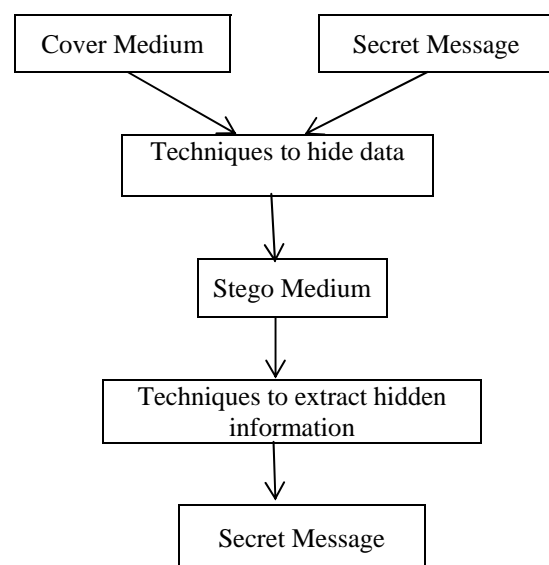 Cover Medium
Secret Message
Techniques to hide data
Stego Medium
Techniques to extract hidden
information
Secret Message